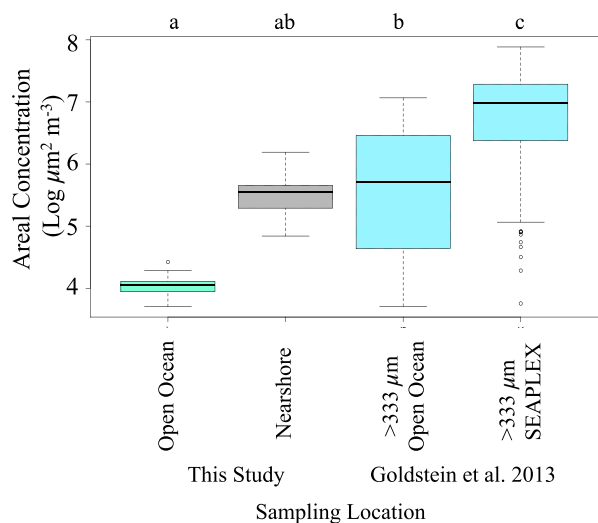 a ab b c
8
7
6
5
4
Areal Concentration
(Log μm² m⁻³)
Open Ocean
Nearshore
>333 μm
Open Ocean
>333 μm
SEAPLEX
This Study Goldstein et al. 2013
Sampling Location